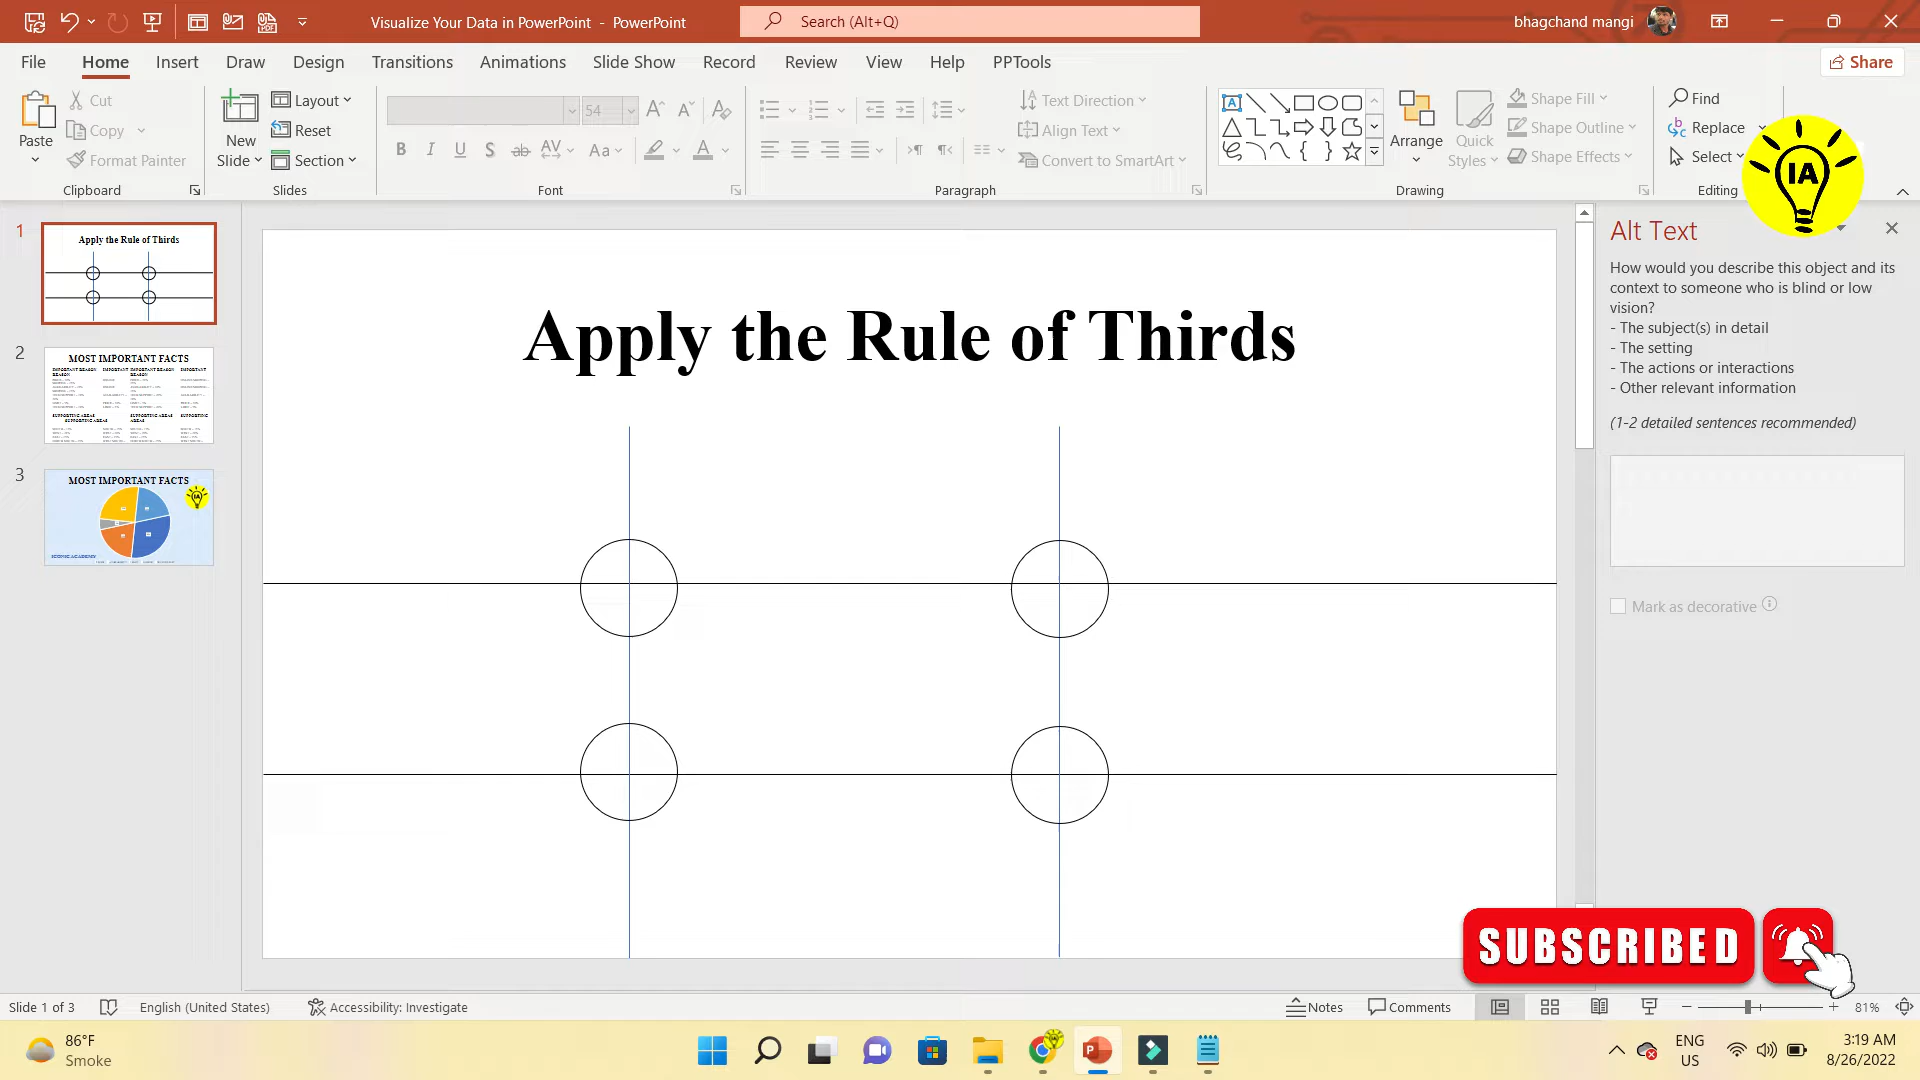 Visualize Your Data in PowerPoint - PowerPoint
Search (Alt+Q)
bhagchand mangi
File Home Insert Draw Design Transitions Animations Slide Show Record Review View Help PPTools
Share
Paste
Cut
Copy
Format Painter
Clipboard
New Slide
Layout
Reset
Section
Slides
54
B I U S ab AV Aa A
Font
Text Direction
Align Text
Convert to SmartArt
Paragraph
Arrange
Quick Styles
Shape Fill
Shape Outline
Shape Effects
Drawing
Find
Replace
Select
Editing
IA
1
Apply the Rule of Thirds
2
MOST IMPORTANT FACTS
3
MOST IMPORTANT FACTS
IA
ICONIC ACADEMY
Apply the Rule of Thirds
Alt Text
How would you describe this object and its
context to someone who is blind or low
vision?
- The subject(s) in detail
- The setting
- The actions or interactions
- Other relevant information
(1-2 detailed sentences recommended)
Mark as decorative
SUBSCRIBED
Slide 1 of 3 English (United States) Accessibility: Investigate Notes Comments 81%
86°F
Smoke
ENG
US
3:19 AM
8/26/2022